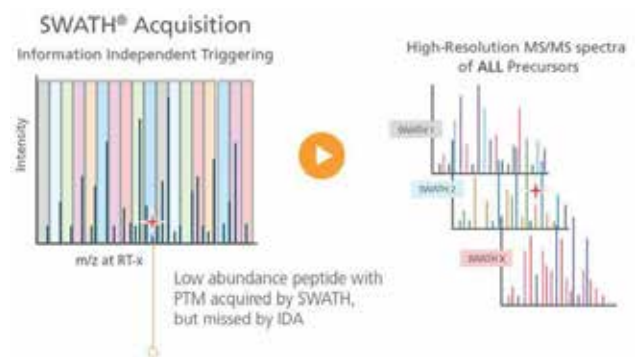 SWATH® Acquisition
Information Independent Triggering
Intensity
m/z at RT-x
Low abundance peptide with
PTM acquired by SWATH,
but missed by IDA
High-Resolution MS/MS spectra
of ALL Precursors
SWATH 1
SWATH 2
SWATH